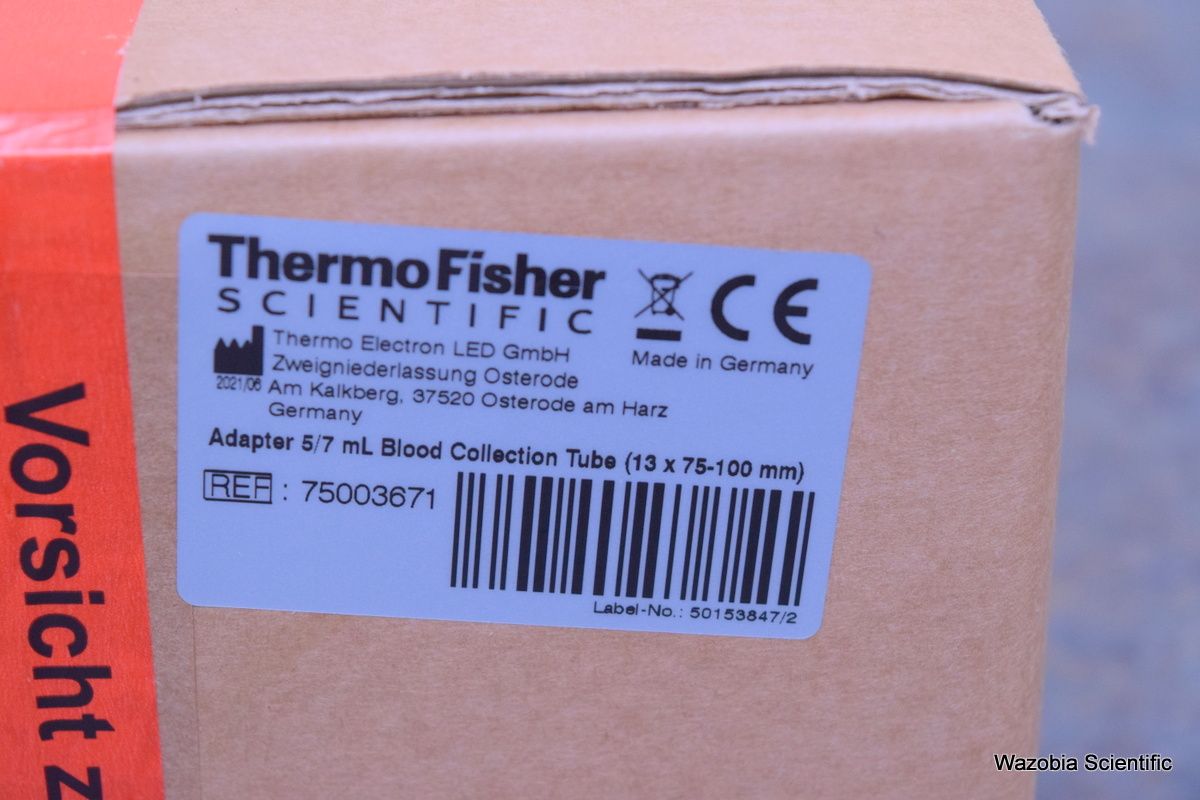 ThermoFisher
SCIENTIFIC
Made in Germany
2021/06
Thermo Electron LED GmbH
Zweigniederlassung Osterode
Am Kalkberg, 37520 Osterode am Harz
Germany
Adapter 5/7 mL Blood Collection Tube (13 x 75-100 mm)
REF : 75003671
Label-No.: 50153847/2
Vorsicht z
Wazobia Scientific